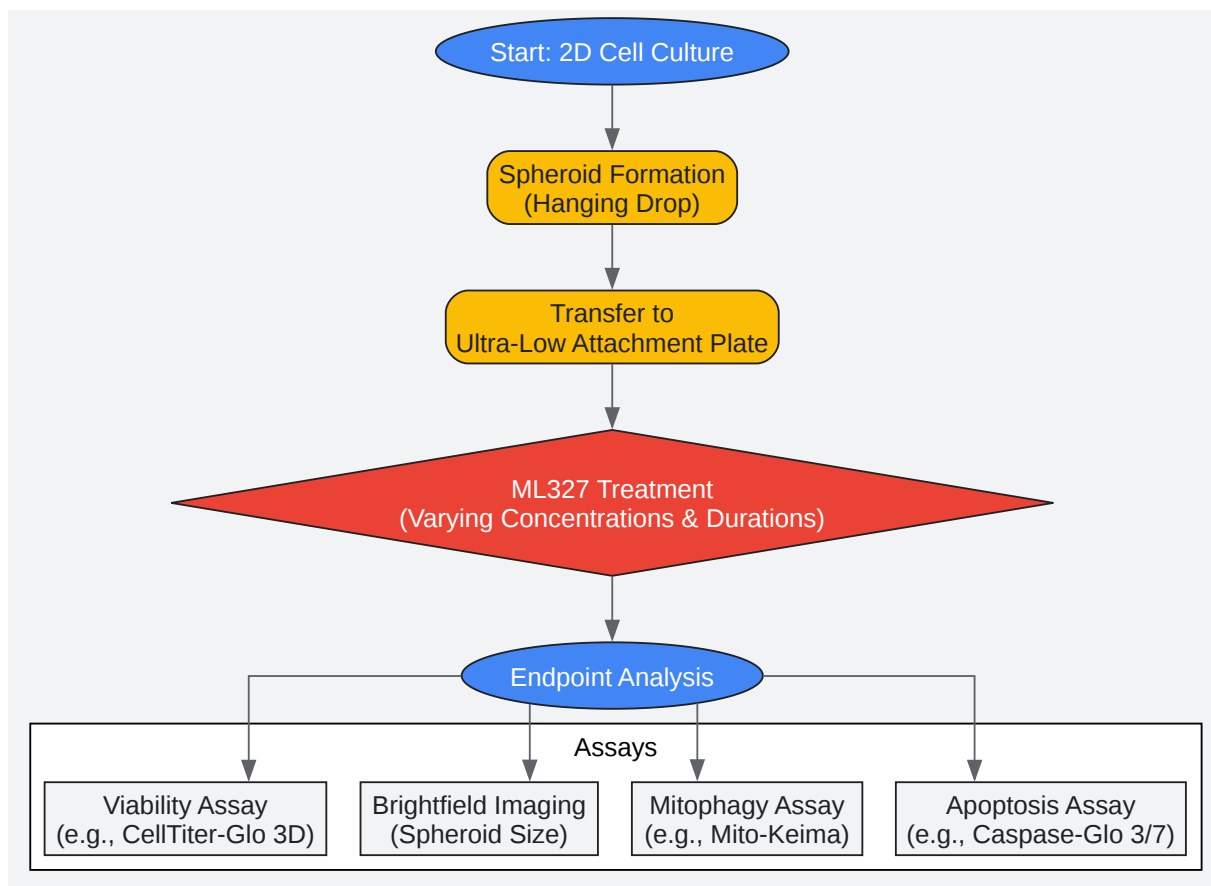 Start: 2D Cell Culture
Spheroid Formation
(Hanging Drop)
Transfer to
Ultra-Low Attachment Plate
ML327 Treatment
(Varying Concentrations & Durations)
Endpoint Analysis
Assays
Viability Assay
(e.g., CellTiter-Glo 3D)
Brightfield Imaging
(Spheroid Size)
Mitophagy Assay
(e.g., Mito-Keima)
Apoptosis Assay
(e.g., Caspase-Glo 3/7)